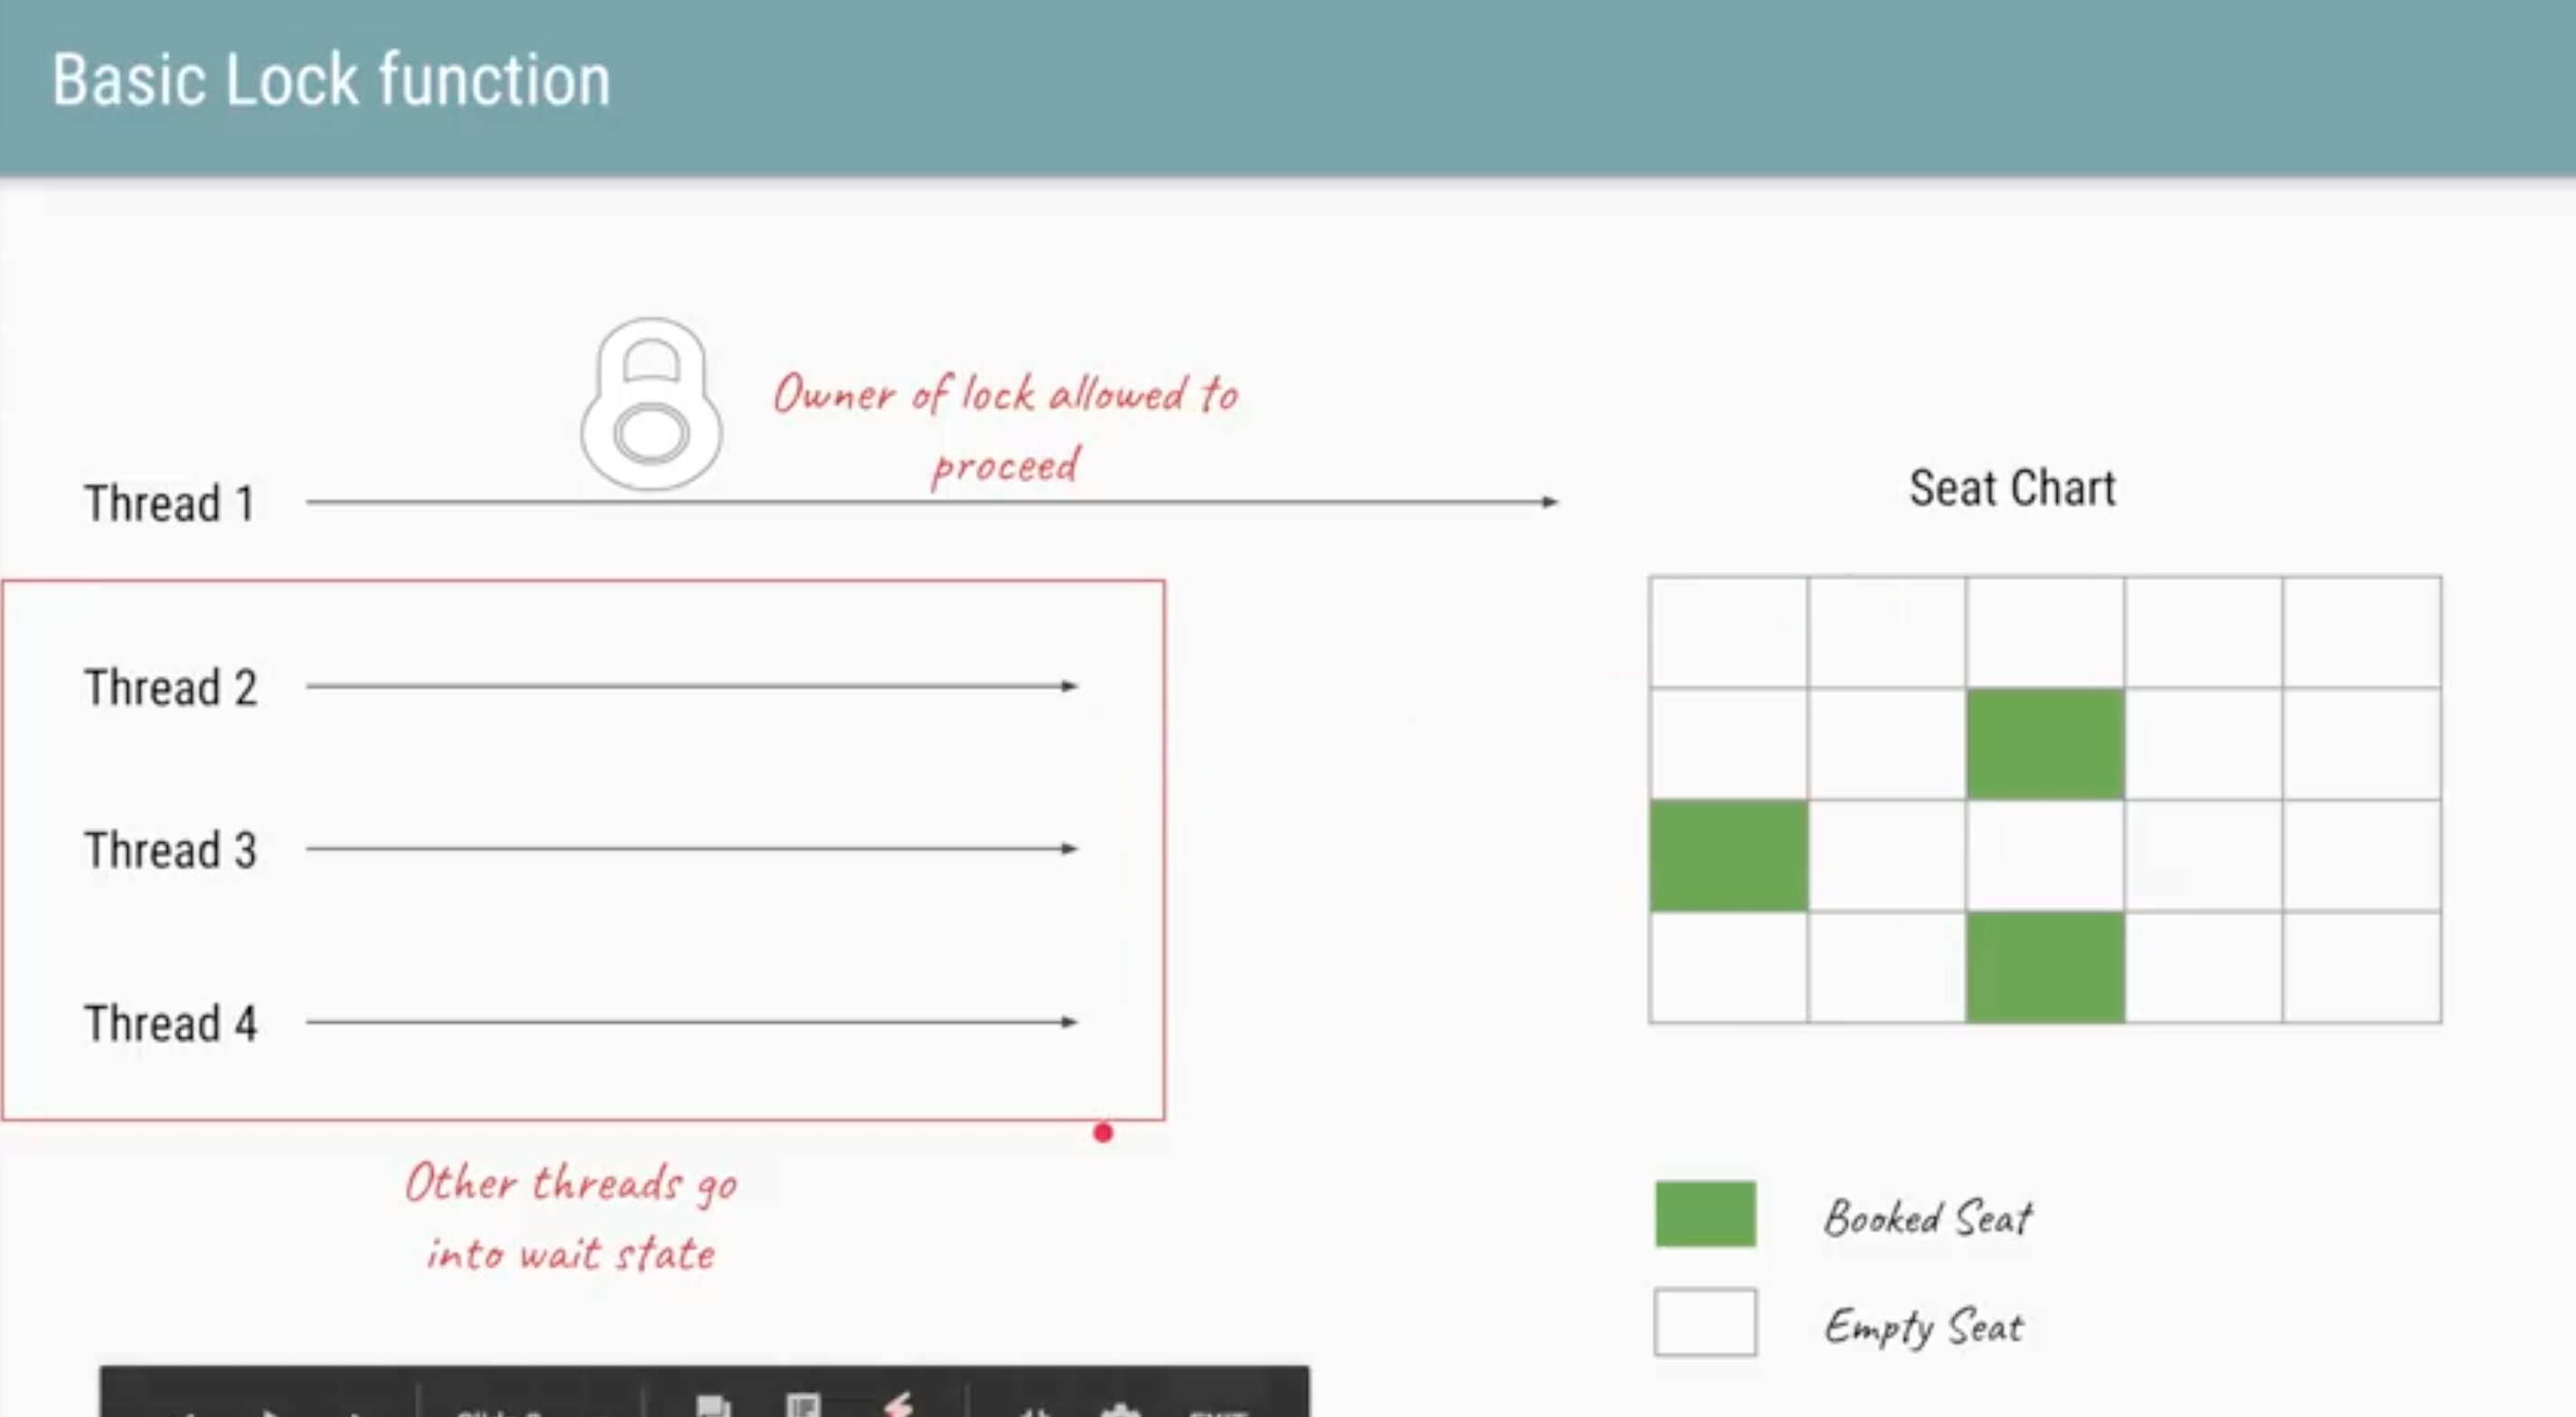 Basic Lock function
Owner of lock allowed to
proceed
Thread 1
Seat Chart
Thread 2
Thread 3
Thread 4
Other threads go
into wait state
Booked Seat
Empty Seat